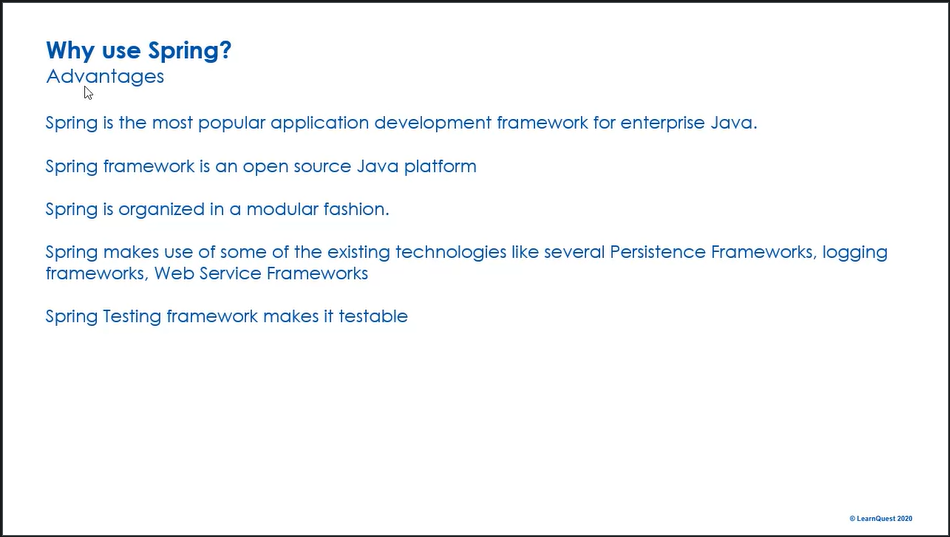 Why use Spring?
Advantages
Spring is the most popular application development framework for enterprise Java.
Spring framework is an open source Java platform
Spring is organized in a modular fashion.
Spring makes use of some of the existing technologies like several Persistence Frameworks, logging
frameworks, Web Service Frameworks
Spring Testing framework makes it testable
© LearnQuest 2020